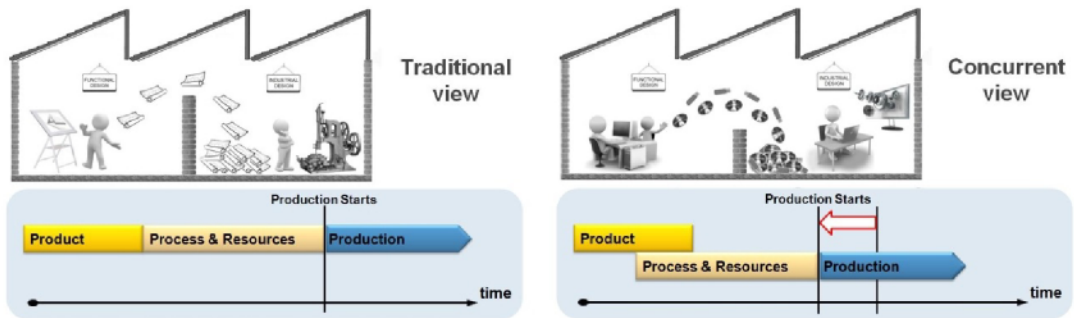 FUNCTIONAL
DESIGN
INDUSTRIAL
DESIGN
Traditional
view
Production Starts
Product
Process & Resources
Production
time
FUNCTIONAL
DESIGN
INDUSTRIAL
DESIGN
Concurrent
view
Production Starts
Product
Process & Resources
Production
time